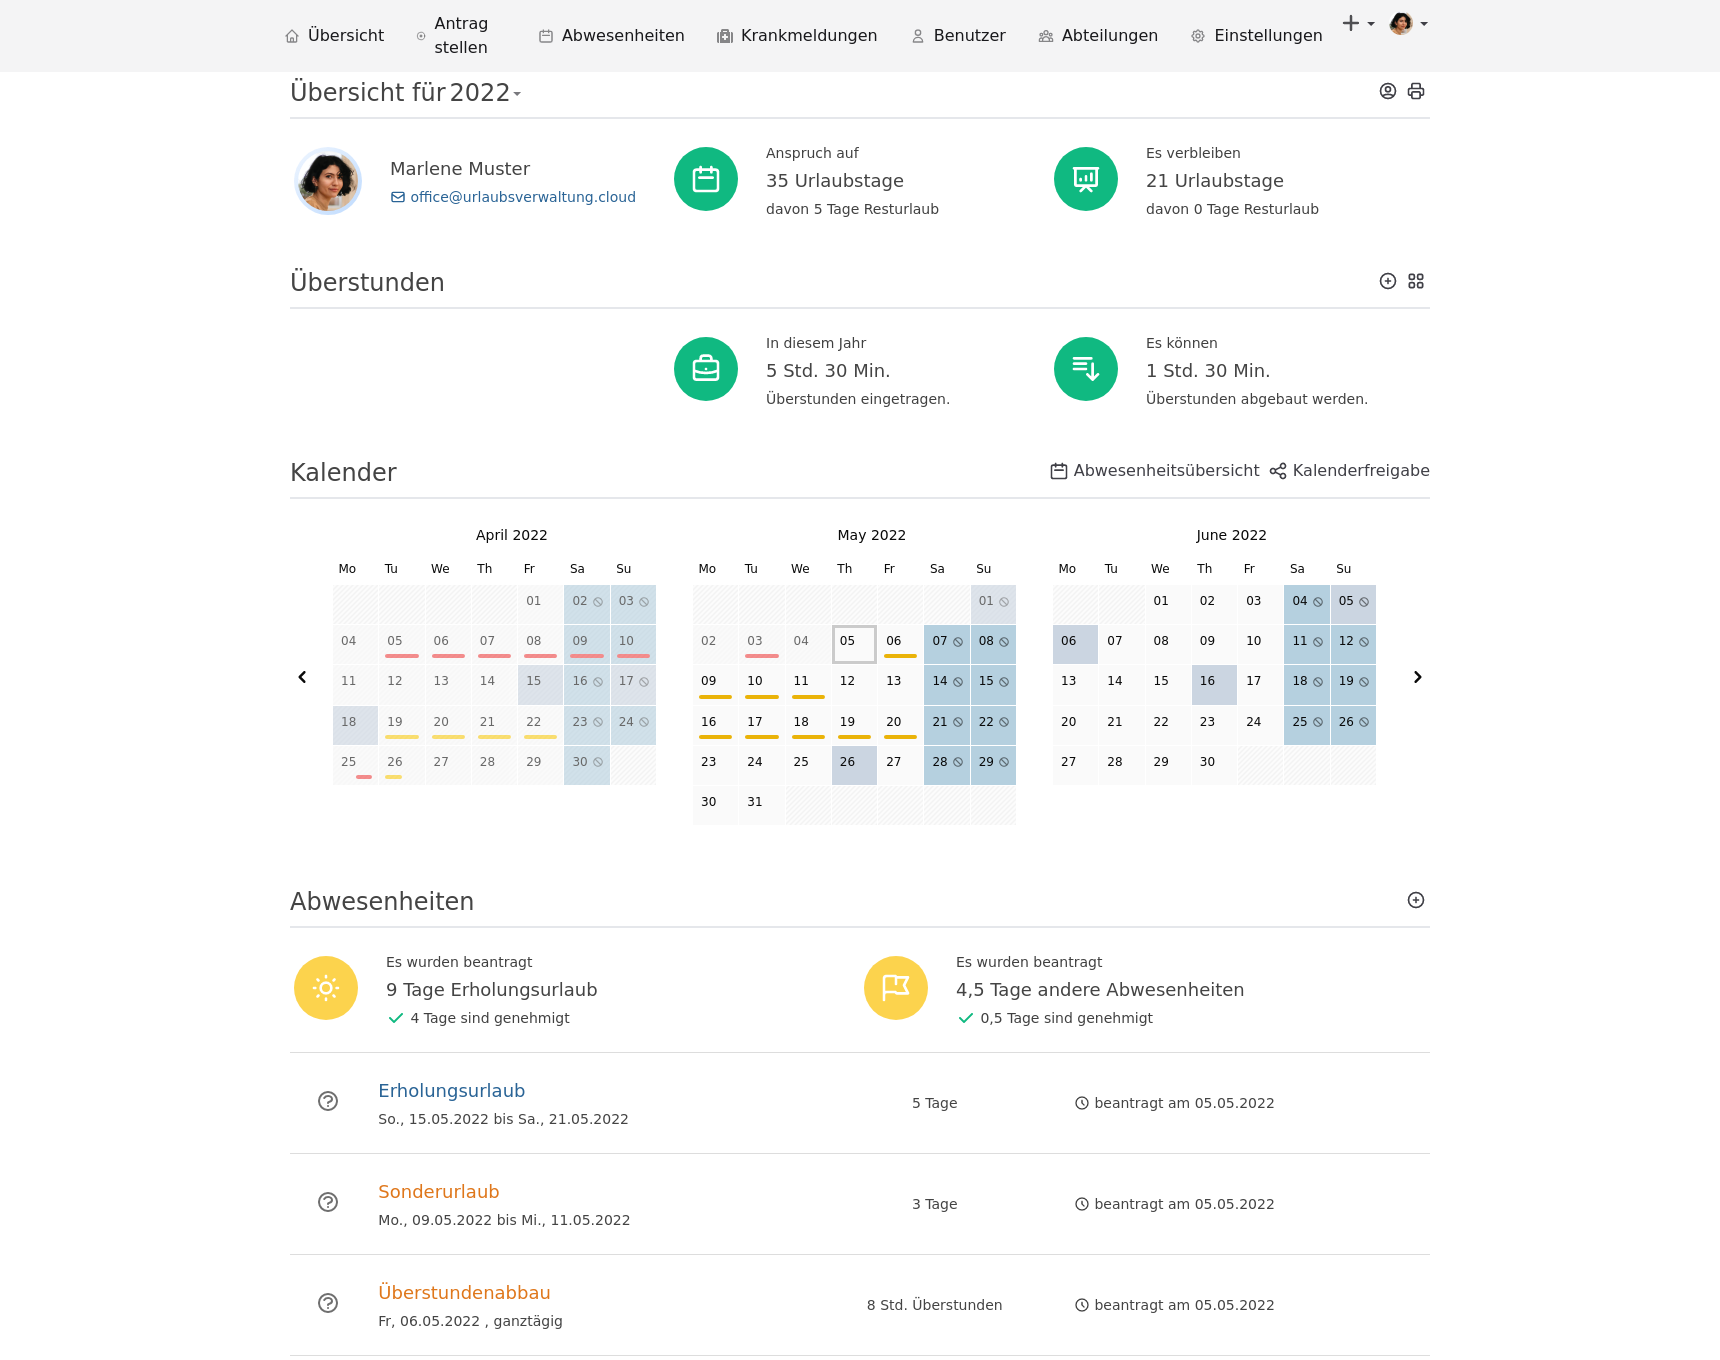 Übersicht
Antrag stellen
Abwesenheiten
Krankmeldungen
Benutzer
Abteilungen
Einstellungen
Übersicht für 2022
Marlene Muster
office@urlaubsverwaltung.cloud
Anspruch auf
35 Urlaubstage
davon 5 Tage Resturlaub
Es verbleiben
21 Urlaubstage
davon 0 Tage Resturlaub
Überstunden
In diesem Jahr
5 Std. 30 Min.
Überstunden eingetragen.
Es können
1 Std. 30 Min.
Überstunden abgebaut werden.
Kalender
Abwesenheitsübersicht
Kalenderfreigabe
April 2022
Mo Tu We Th Fr Sa Su
01 02 03
04 05 06 07 08 09 10
11 12 13 14 15 16 17
18 19 20 21 22 23 24
25 26 27 28 29 30
May 2022
Mo Tu We Th Fr Sa Su
01
02 03 04 05 06 07 08
09 10 11 12 13 14 15
16 17 18 19 20 21 22
23 24 25 26 27 28 29
30 31
June 2022
Mo Tu We Th Fr Sa Su
01 02 03 04 05
06 07 08 09 10 11 12
13 14 15 16 17 18 19
20 21 22 23 24 25 26
27 28 29 30
Abwesenheiten
Es wurden beantragt
9 Tage Erholungsurlaub
4 Tage sind genehmigt
Es wurden beantragt
4,5 Tage andere Abwesenheiten
0,5 Tage sind genehmigt
Erholungsurlaub
So., 15.05.2022 bis Sa., 21.05.2022
5 Tage
beantragt am 05.05.2022
Sonderurlaub
Mo., 09.05.2022 bis Mi., 11.05.2022
3 Tage
beantragt am 05.05.2022
Überstundenabbau
Fr, 06.05.2022 , ganztägig
8 Std. Überstunden
beantragt am 05.05.2022